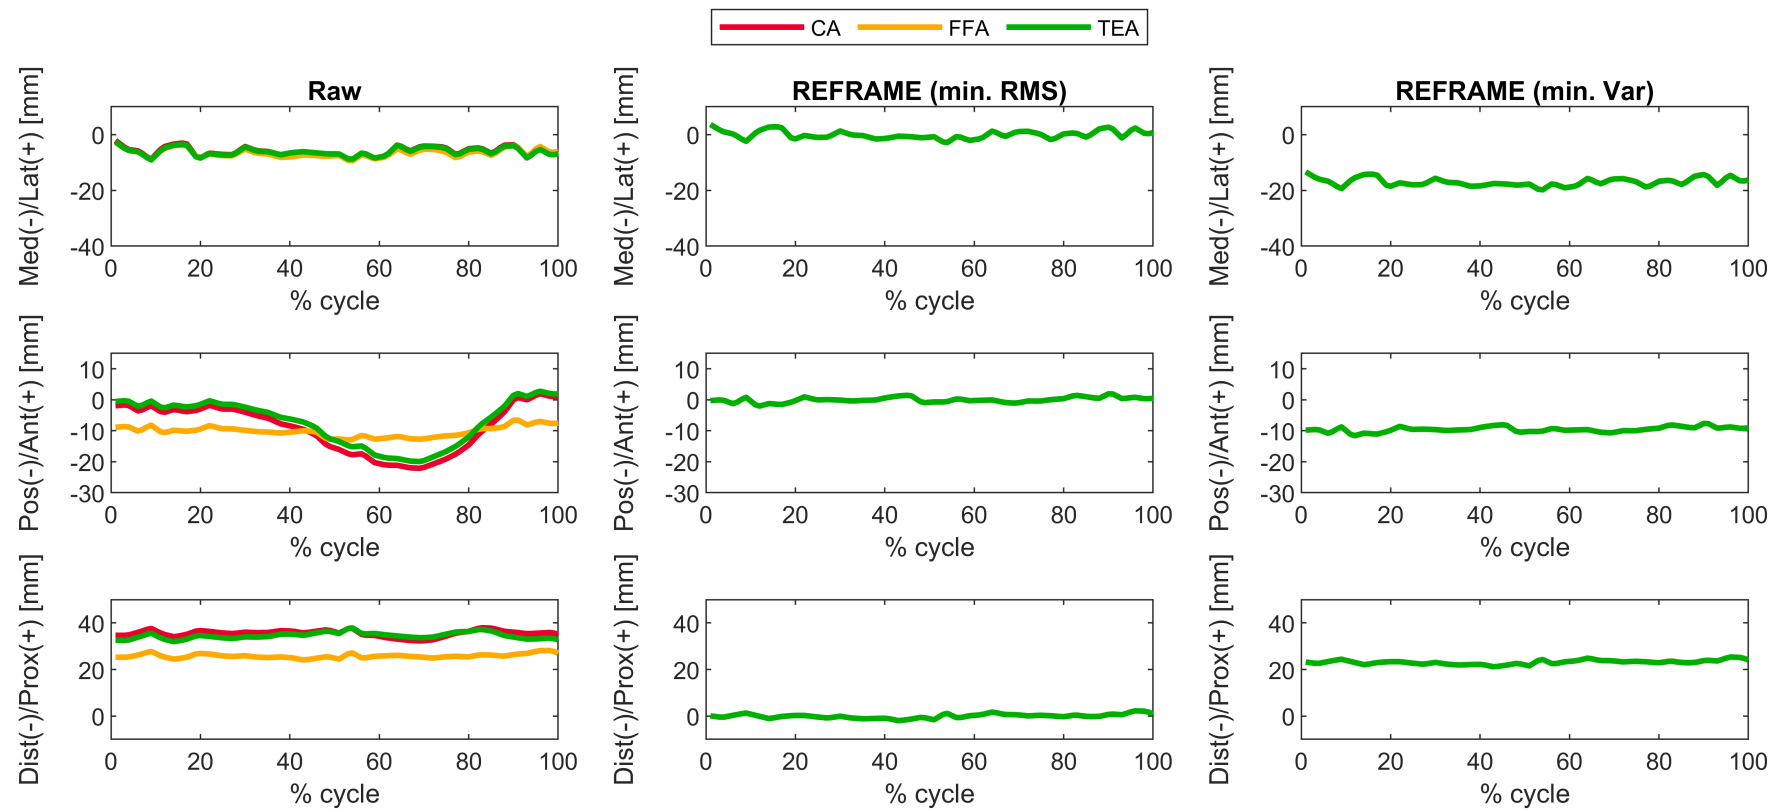 CA FFA TEA
Raw REFRAME (min. RMS) REFRAME (min. Var)
Med(-)/Lat(+) [mm] Med(-)/Lat(+) [mm] Med(-)/Lat(+) [mm]
0 0 0
-20 -20 -20
-40 -40 -40
0 20 40 60 80 100 0 20 40 60 80 100 0 20 40 60 80 100
% cycle % cycle % cycle
Pos(-)/Ant(+) [mm] Pos(-)/Ant(+) [mm] Pos(-)/Ant(+) [mm]
10 10 10
0 0 0
-10 -10 -10
-20 -20 -20
-30 -30 -30
0 20 40 60 80 100 0 20 40 60 80 100 0 20 40 60 80 100
% cycle % cycle % cycle
Dist(-)/Prox(+) [mm] Dist(-)/Prox(+) [mm] Dist(-)/Prox(+) [mm]
40 40 40
20 20 20
0 0 0
0 20 40 60 80 100 0 20 40 60 80 100 0 20 40 60 80 100
% cycle % cycle % cycle